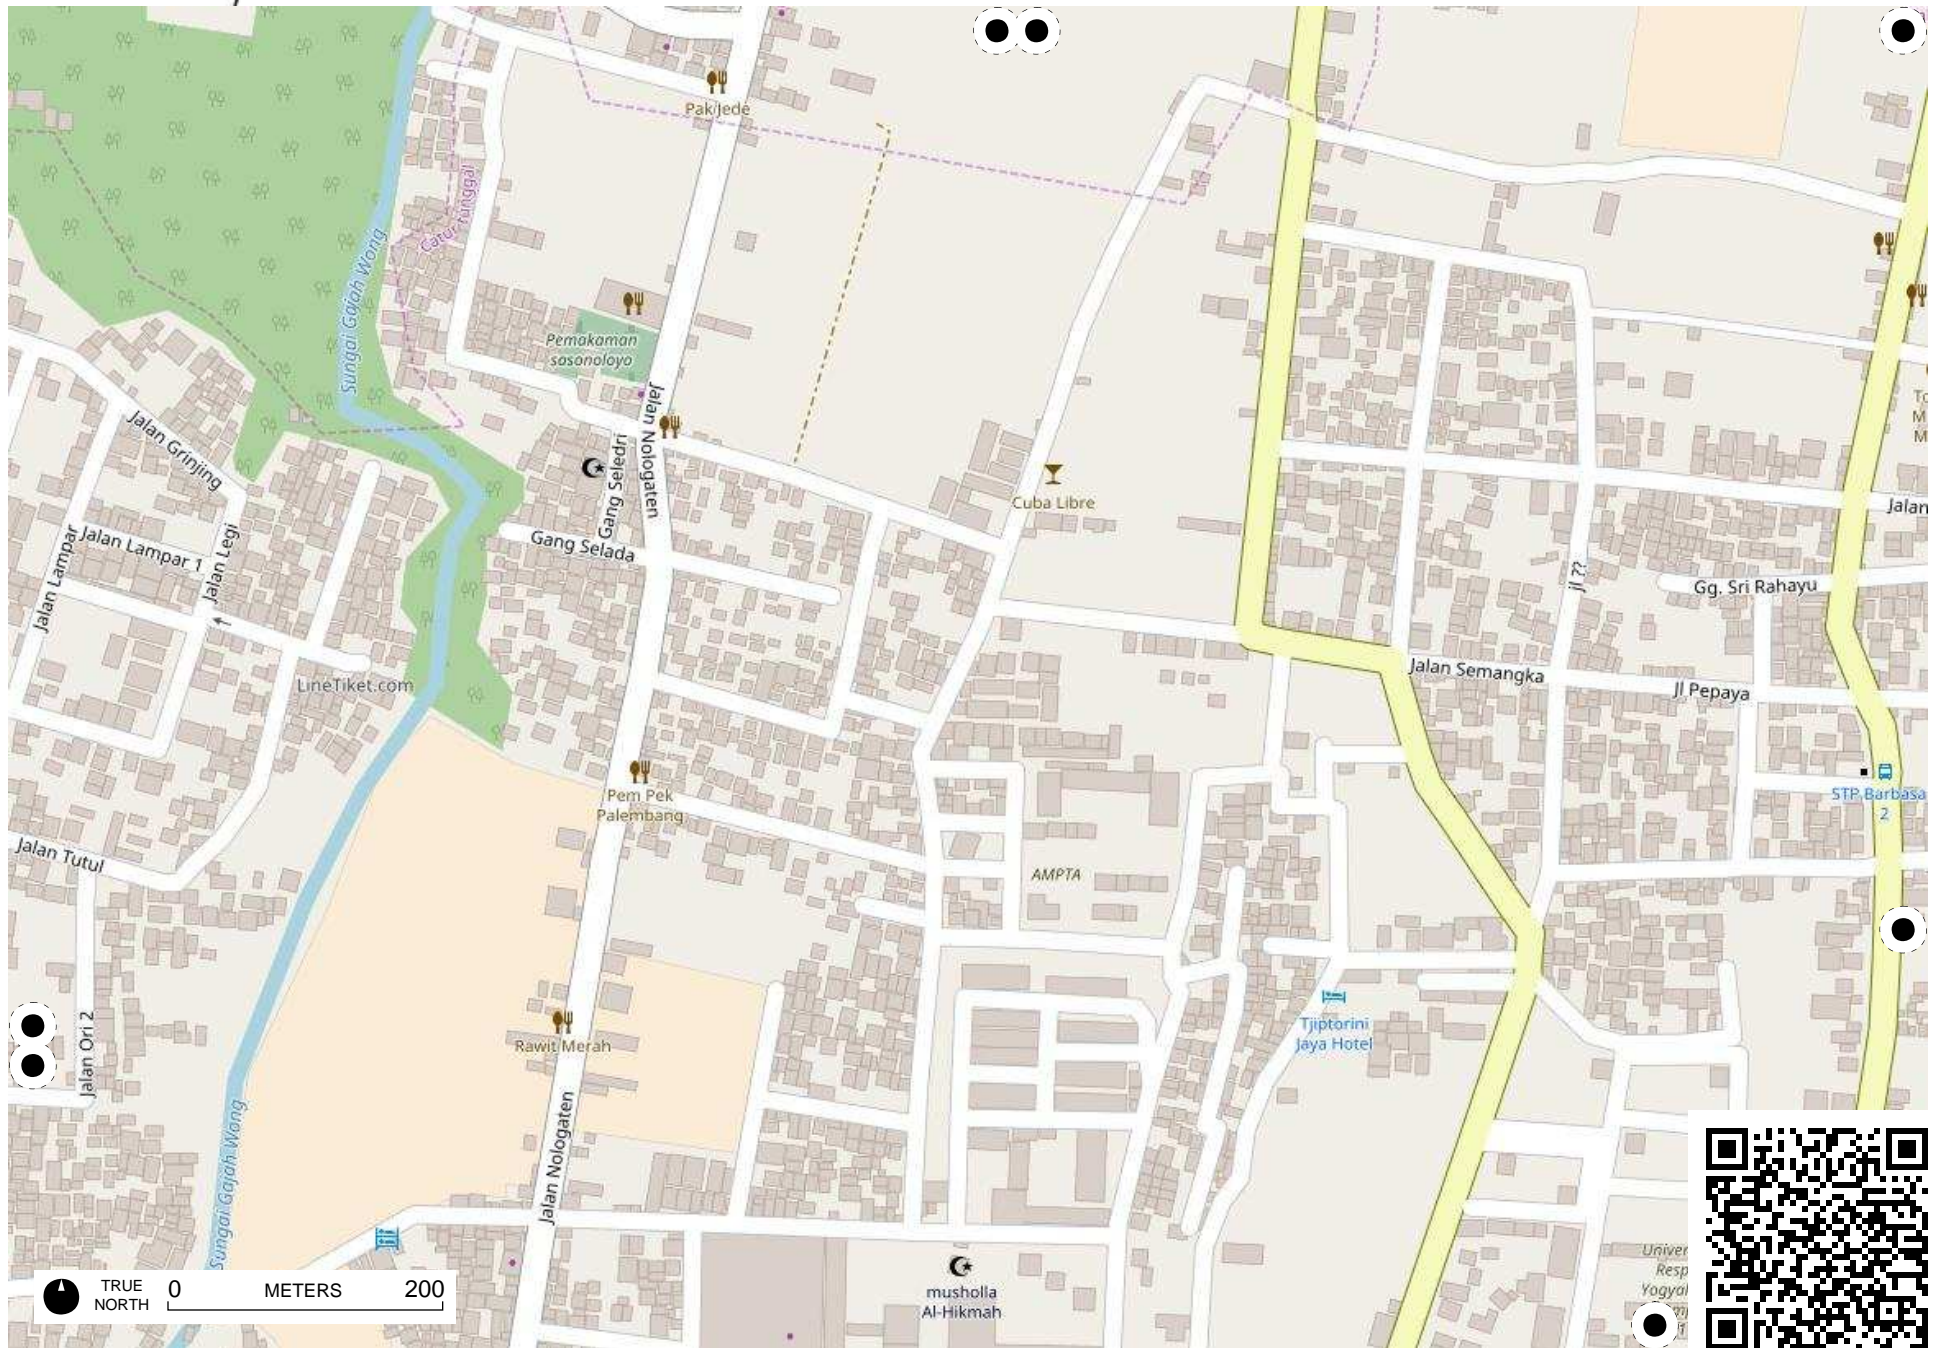 Pak Jede
Catur Tunggal
Sungai Gajah Wong
Pemakaman
sasonoloyo
Jalan Nologaten
Jalan Grinjing
Gang Seledri
Cuba Libre
Jalan
Gang Selada
Jalan Lampar 1
Jalan Legi
Jalan Lampar
Jl ??
Gg. Sri Rahayu
LineTiket.com
Jalan Semangka
Jl Pepaya
Pem Pek
Palembang
STP Barbasa
2
Jalan Tutul
AMPTA
Jalan Ori 2
Rawit Merah
Tjiptorini
Jaya Hotel
Jalan Nologaten
Sungai Gajah Wong
musholla
Al-Hikmah
TRUE
NORTH
0 METERS 200